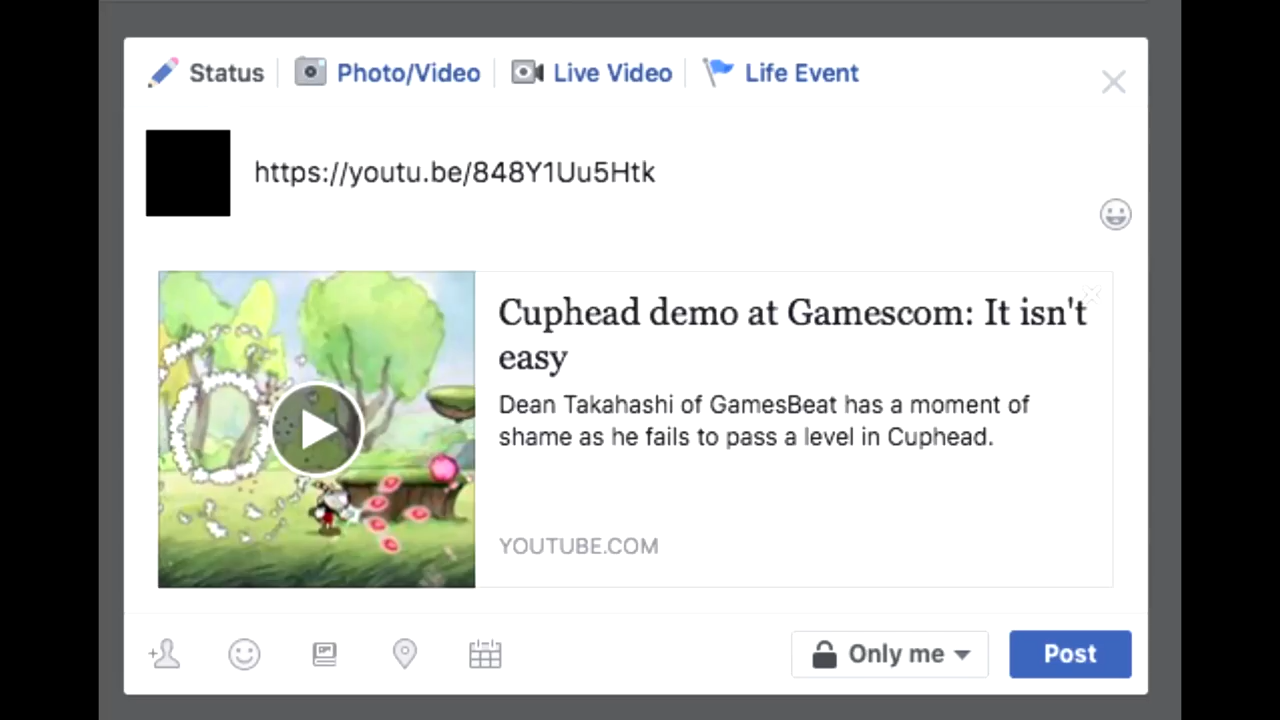 Status Photo/Video Live Video Life Event
https://youtu.be/848Y1Uu5Htk
Cuphead demo at Gamescom: It isn't
easy
Dean Takahashi of GamesBeat has a moment of
shame as he fails to pass a level in Cuphead.
YOUTUBE.COM
Only me Post